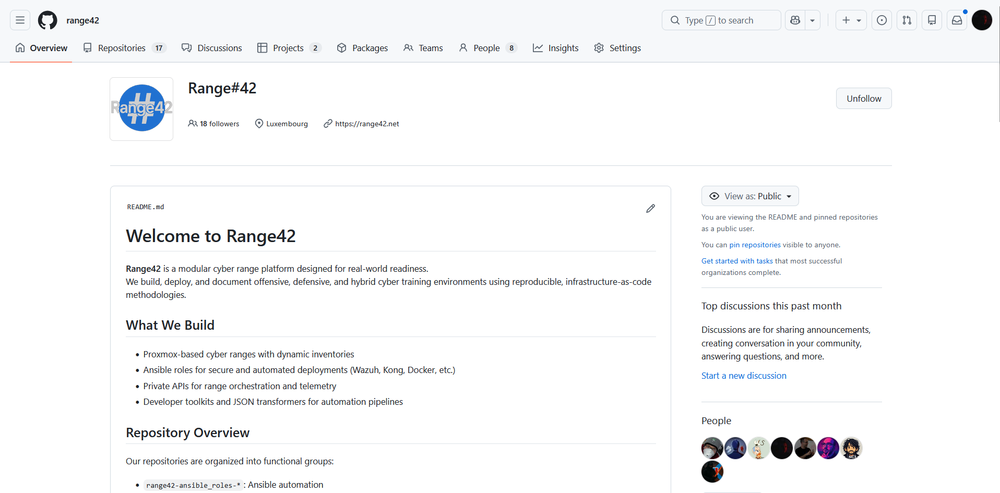 range42
Type / to search
Overview
Repositories 17
Discussions
Projects 2
Packages
Teams
People 8
Insights
Settings
Range42
#
Range#42
Unfollow
18 followers
Luxembourg
https://range42.net
README.md
Welcome to Range42
Range42 is a modular cyber range platform designed for real-world readiness.
We build, deploy, and document offensive, defensive, and hybrid cyber training environments using reproducible, infrastructure-as-code
methodologies.
What We Build
• Proxmox-based cyber ranges with dynamic inventories
• Ansible roles for secure and automated deployments (Wazuh, Kong, Docker, etc.)
• Private APIs for range orchestration and telemetry
• Developer toolkits and JSON transformers for automation pipelines
Repository Overview
Our repositories are organized into functional groups:
• range42-ansible_roles-* : Ansible automation
View as: Public
You are viewing the README and pinned repositories
as a public user.
You can pin repositories visible to anyone.
Get started with tasks that most successful
organizations complete.
Top discussions this past month
Discussions are for sharing announcements,
creating conversation in your community,
answering questions, and more.
Start a new discussion
People
NC3